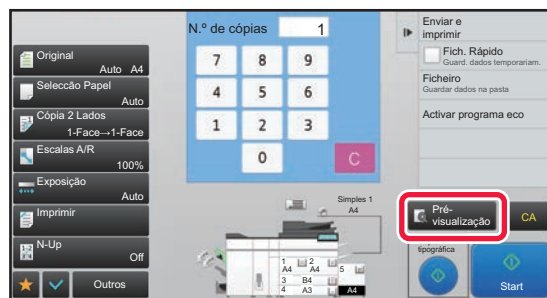 Original
Auto A4
Seleccão Papel
Auto
Cópia 2 Lados
1-Face→1-Face
Escalas A/R
100%
Exposição
Auto
Imprimir
N-Up
Off
Outros
N.º de cópias 1
7 8 9
4 5 6
1 2 3
0 C
Simples 1
A4
1 2
A4 A4 5
3 B4
4 A3 A4
Enviar e
imprimir
Fich. Rápido
Guard. dados temporariam.
Ficheiro
Guardar dados na pasta
Activar programa eco
Pré-
visualização
CA
tipográfica
Start